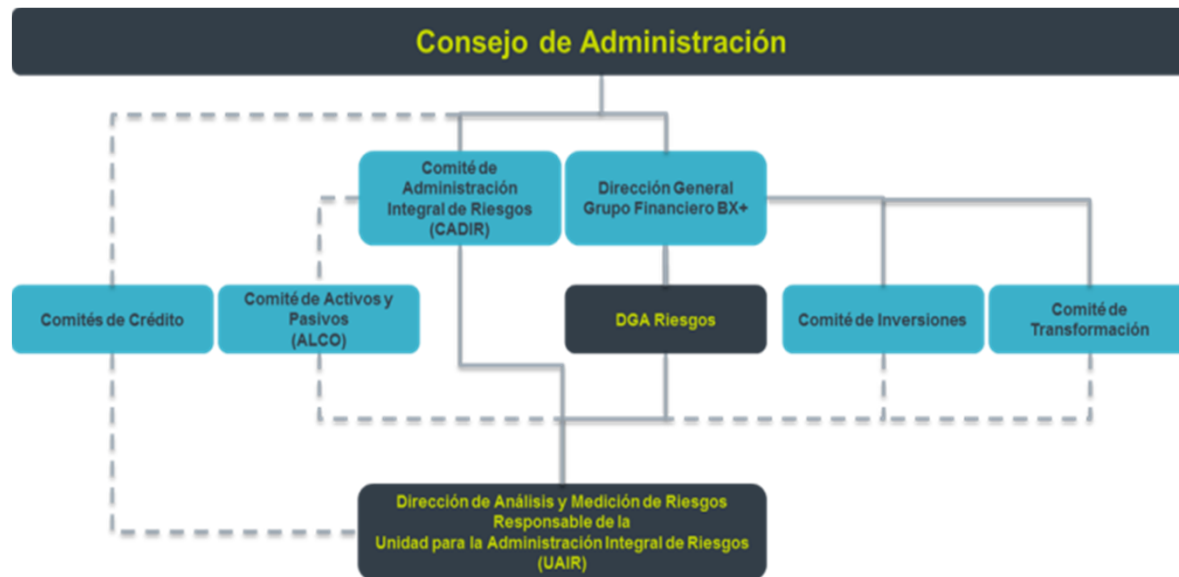 Consejo de Administración
Comité de
Administración
Integral de Riesgos
(CADIR)
Dirección General
Grupo Financiero BX+
Comités de Crédito
Comité de Activos y
Pasivos
(ALCO)
DGA Riesgos
Comité de Inversiones
Comité de
Transformación
Dirección de Análisis y Medición de Riesgos
Responsable de la
Unidad para la Administración Integral de Riesgos
(UAIR)